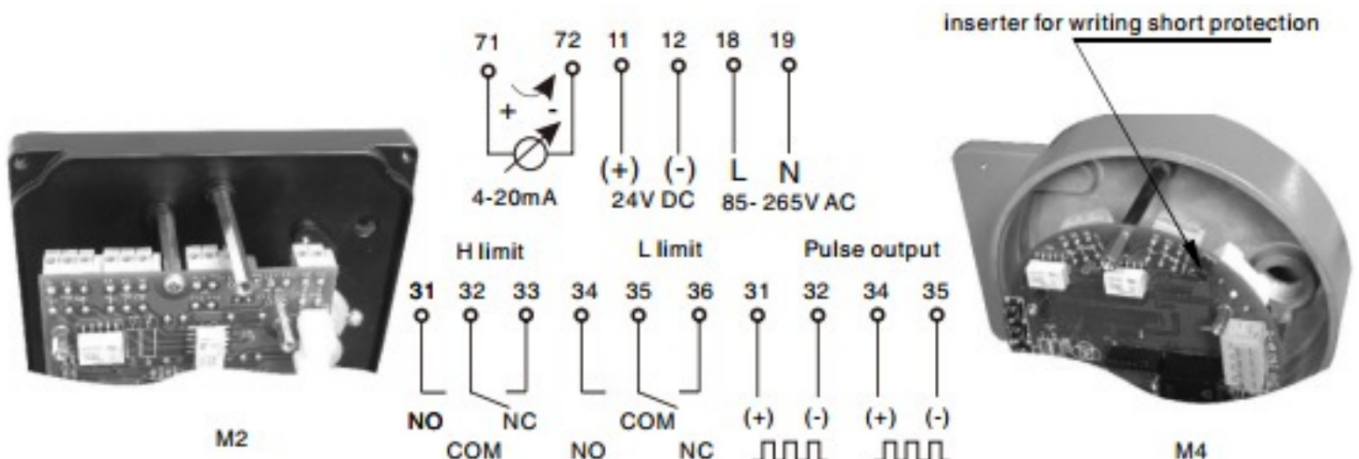 inserter for writing short protection
71 72 11 12 18 19
+ -
(+) (-) L N
4-20mA 24V DC 85- 265V AC
H limit L limit Pulse output
31 32 33 34 35 36 31 32 34 35
NO NC COM (+) (-) (+) (-)
COM NO NC
M2
M4